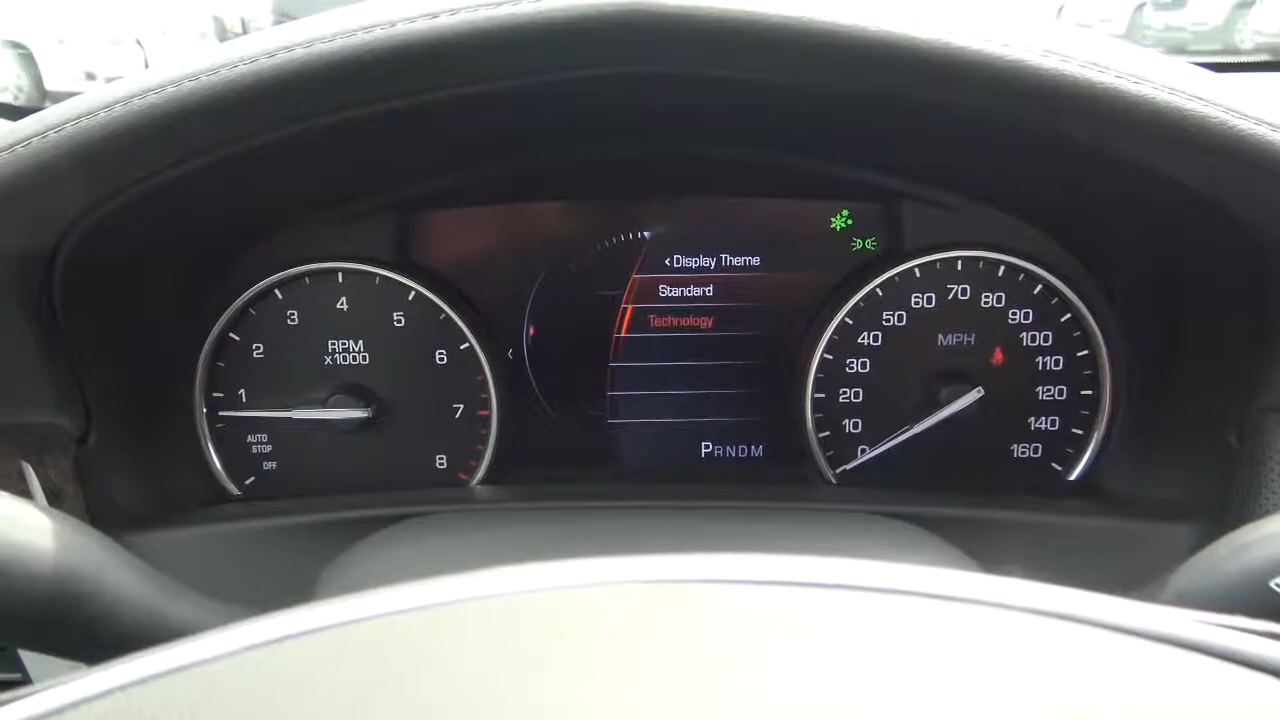 1
2
3
4
5
6
7
8
RPM
x1000
AUTO
STOP
OFF
‹ Display Theme
Standard
Technology
‹
PRNDM
0
10
20
30
40
50
60
70
80
90
100
110
120
140
160
MPH